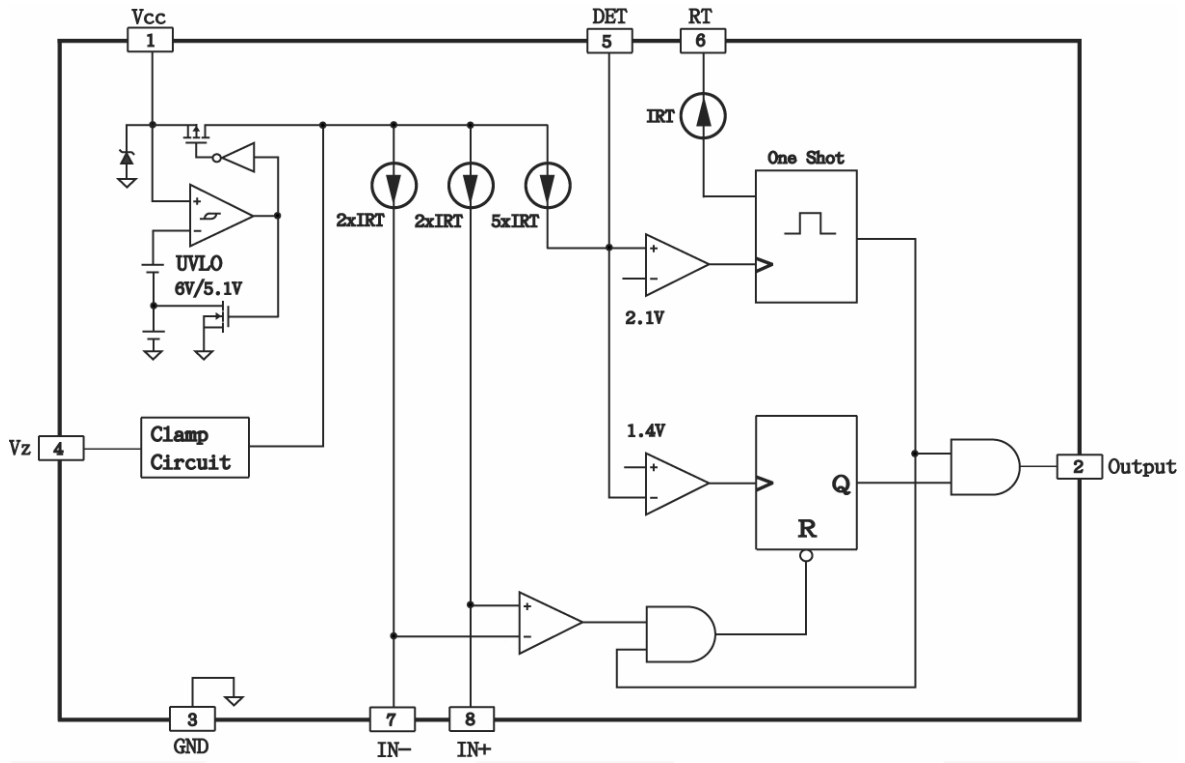 Vcc
1
DET
5
RT
6
IRT
One Shot
2xIRT
2xIRT
5xIRT
+
−
UVLO
6V/5.1V
+
−
2.1V
Vz
4
Clamp
Circuit
1.4V
+
−
Q
R
2
Output
+
−
3
GND
7
IN−
8
IN+